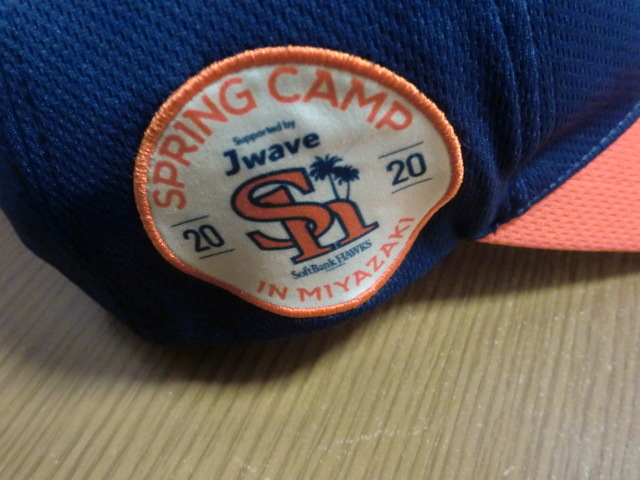 SPRING CAMP
Supported by
Jwave
20 20
SH
SoftBank HAWKS
IN MIYAZAKI